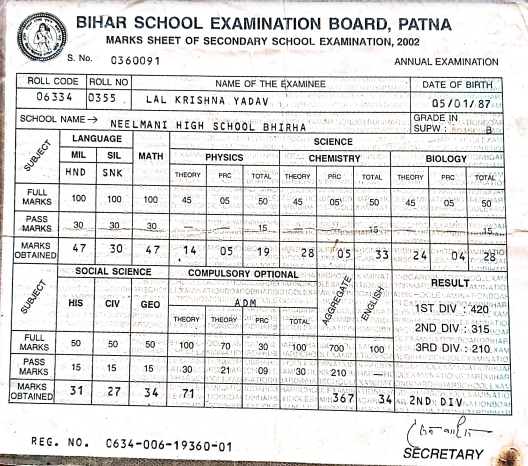 BIHAR SCHOOL EXAMINATION BOARD, PATNA
MARKS SHEET OF SECONDARY SCHOOL EXAMINATION, 2002
S. No. 0360091 ANNUAL EXAMINATION
ROLL CODE ROLL NO NAME OF THE EXAMINEE DATE OF BIRTH
06334 0355 LAL KRISHNA YADAV 05/01/87
SCHOOL NAME → NEELMANI HIGH SCHOOL BHIRHA GRADE IN SUPW : B
SUBJECT LANGUAGE MATH SCIENCE
MIL SIL PHYSICS CHEMISTRY BIOLOGY
HND SNK THEORY PRC TOTAL THEORY PRC TOTAL THEORY PRC TOTAL
FULL MARKS 100 100 100 45 05 50 45 05 50 45 05 50
PASS MARKS 30 30 30 — — 15 — — 15 — — 15
MARKS OBTAINED 47 30 47 14 05 19 28 05 33 24 04 28
SUBJECT SOCIAL SCIENCE COMPULSORY OPTIONAL AGGREGATE ENGLISH RESULT
HIS CIV GEO ADM
THEORY THEORY PRC TOTAL
1ST DIV : 420
2ND DIV : 315
3RD DIV : 210
FULL MARKS 50 50 50 100 70 30 100 700 100
PASS MARKS 15 15 15 30 21 09 30 210 —
MARKS OBTAINED 31 27 34 71 367 34 2ND DIV
REG. NO. C634-006-19360-01
SECRETARY